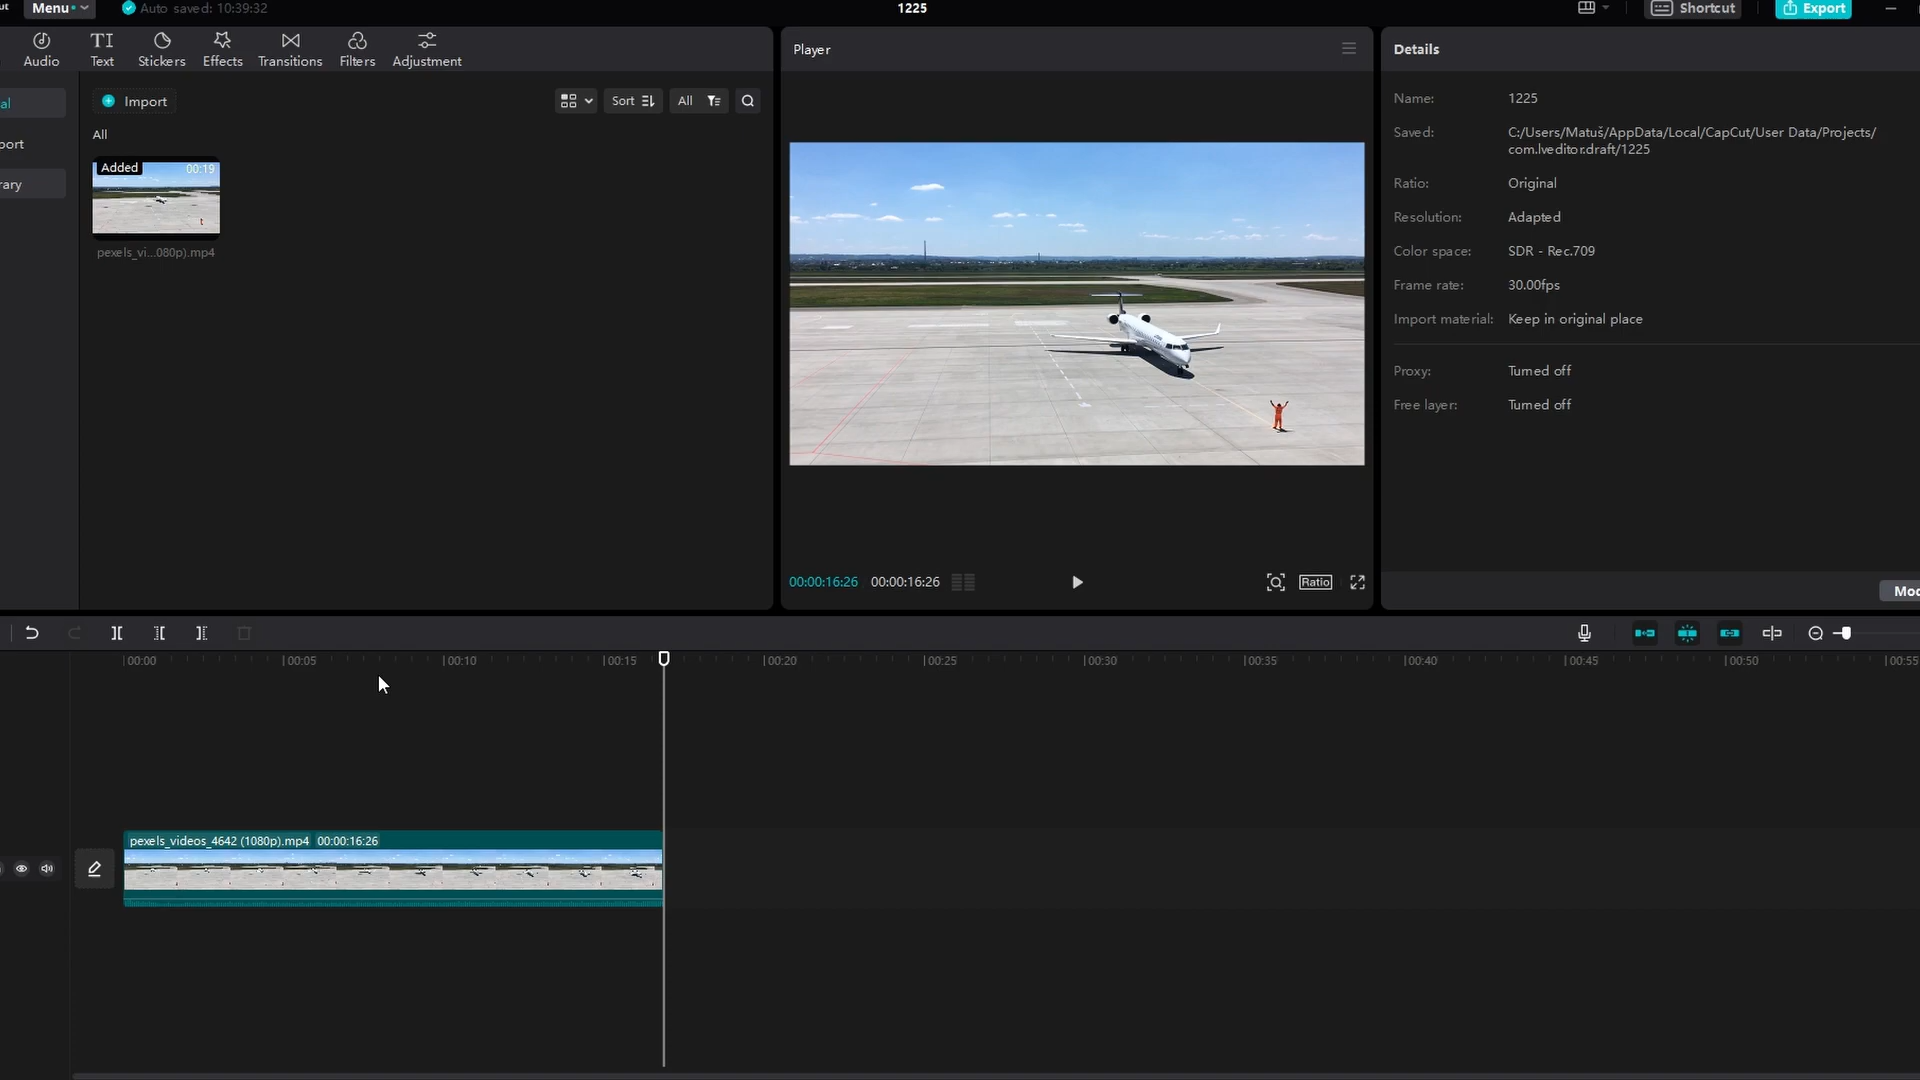 Menu
Auto saved: 10:39:32
1225
Shortcut
Export
Audio
Text
Stickers
Effects
Transitions
Filters
Adjustment
Import
Sort
All
All
Added
00:19
pexels_vi...080p).mp4
Player
00:00:16:26
00:00:16:26
Ratio
Details
Name: 1225
Saved: C:/Users/Matuš/AppData/Local/CapCut/User Data/Projects/
com.lveditor.draft/1225
Ratio: Original
Resolution: Adapted
Color space: SDR - Rec.709
Frame rate: 30.00fps
Import material: Keep in original place
Proxy: Turned off
Free layer: Turned off
00:00
00:05
00:10
00:15
00:20
00:25
00:30
00:35
00:40
00:45
00:50
00:55
pexels_videos_4642 (1080p).mp4 00:00:16:26